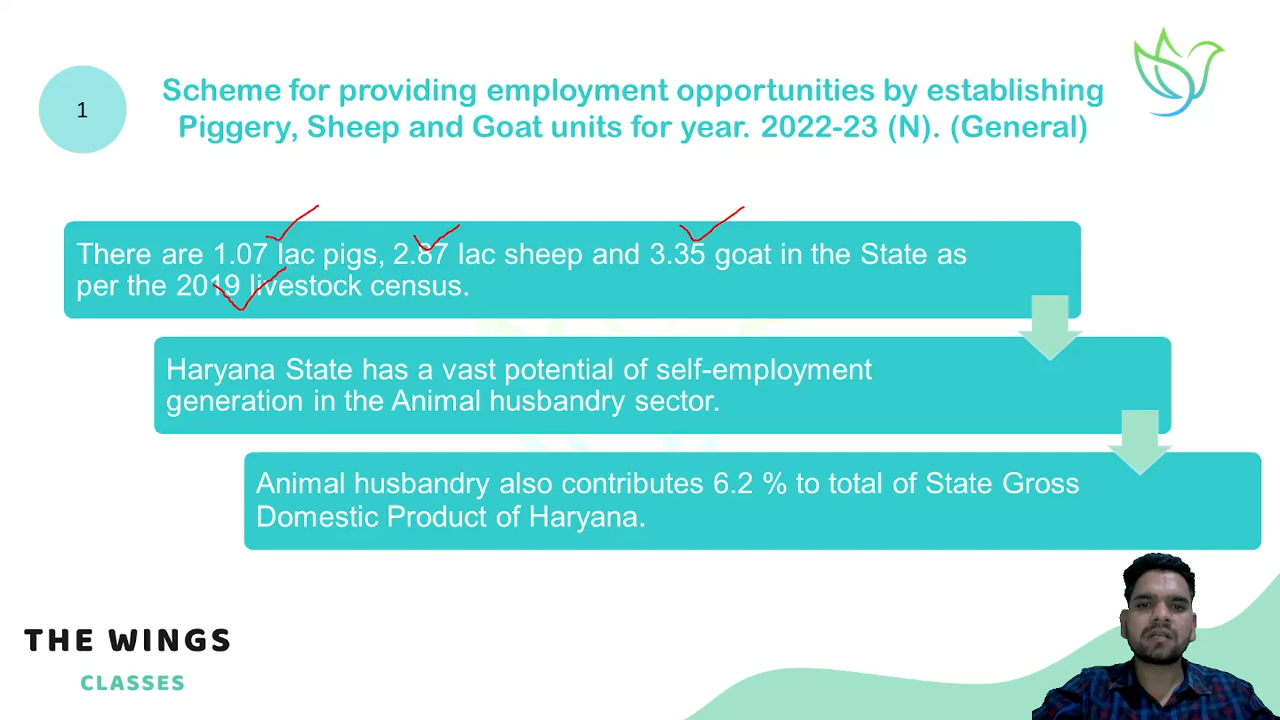 1
Scheme for providing employment opportunities by establishing
Piggery, Sheep and Goat units for year. 2022-23 (N). (General)
There are 1.07 lac pigs, 2.87 lac sheep and 3.35 goat in the State as
per the 2019 livestock census.
Haryana State has a vast potential of self-employment
generation in the Animal husbandry sector.
Animal husbandry also contributes 6.2 % to total of State Gross
Domestic Product of Haryana.
THE WINGS
CLASSES